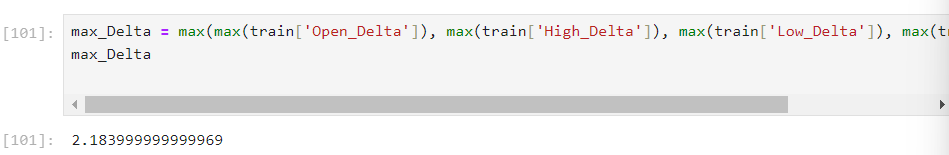 [101]: max_Delta = max(max(train['Open_Delta']), max(train['High_Delta']), max(train['Low_Delta']), max(t
max_Delta
[101]: 2.183999999999969